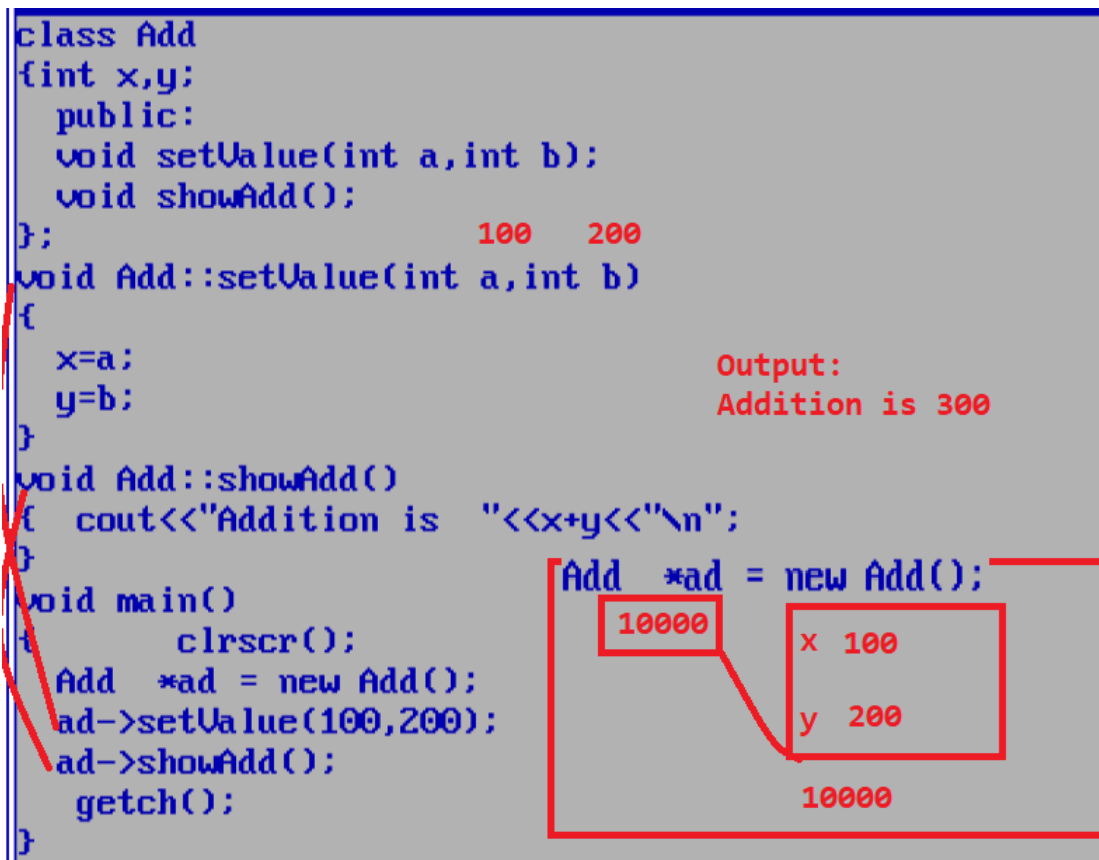 class Add
{int x,y;
public:
void setValue(int a,int b);
void showAdd();
};
100 200
void Add::setValue(int a,int b)
{
x=a;
y=b;
}
Output:
Addition is 300
void Add::showAdd()
{ cout<<"Addition is "<<x+y<<"\n";
}
void main()
{ clrscr();
Add *ad = new Add();
ad->setValue(100,200);
ad->showAdd();
getch();
}
Add *ad = new Add();
10000
x 100
y 200
10000